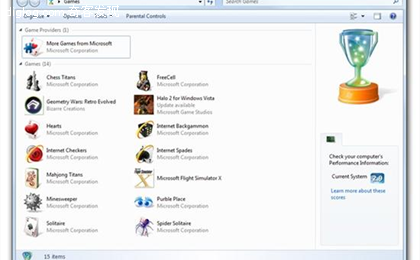 Games
Search Games
Options
Parental Controls
Game Providers (1)
More Games from Microsoft
Microsoft Corporation
Games (14)
Chess Titans
Microsoft Corporation
FreeCell
Microsoft Corporation
Geometry Wars: Retro Evolved
Bizarre Creations
Halo 2 for Windows Vista
Update available
Microsoft Game Studios
Hearts
Microsoft Corporation
Internet Backgammon
Microsoft Corporation
Internet Checkers
Microsoft Corporation
Internet Spades
Microsoft Corporation
Mahjong Titans
Microsoft Corporation
Microsoft Flight Simulator X
Minesweeper
Microsoft Corporation
Purble Place
Microsoft Corporation
Solitaire
Microsoft Corporation
Spider Solitaire
Microsoft Corporation
Check your computer's
Performance Information:
Current System
Learn more about these
scores
15 items